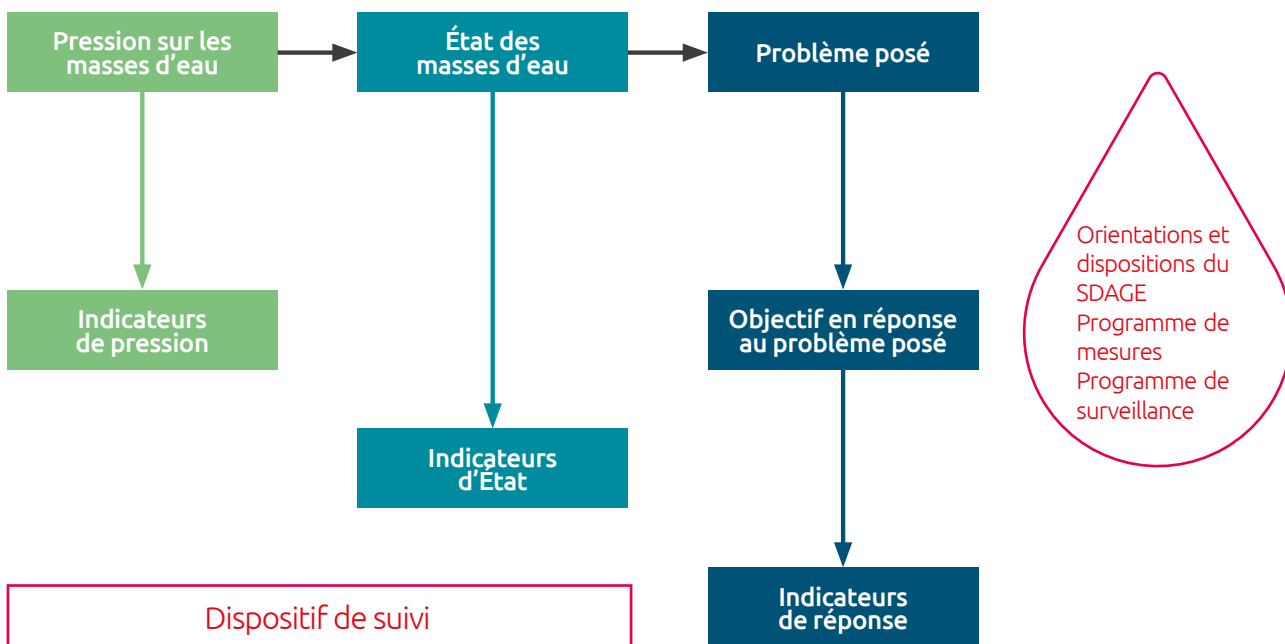 Pression sur les
masses d'eau
État des
masses d'eau
Problème posé
Orientations et
dispositions du
SDAGE
Programme de
mesures
Programme de
surveillance
Indicateurs
de pression
Objectif en réponse
au problème posé
Indicateurs
d'État
Dispositif de suivi
Indicateurs
de réponse